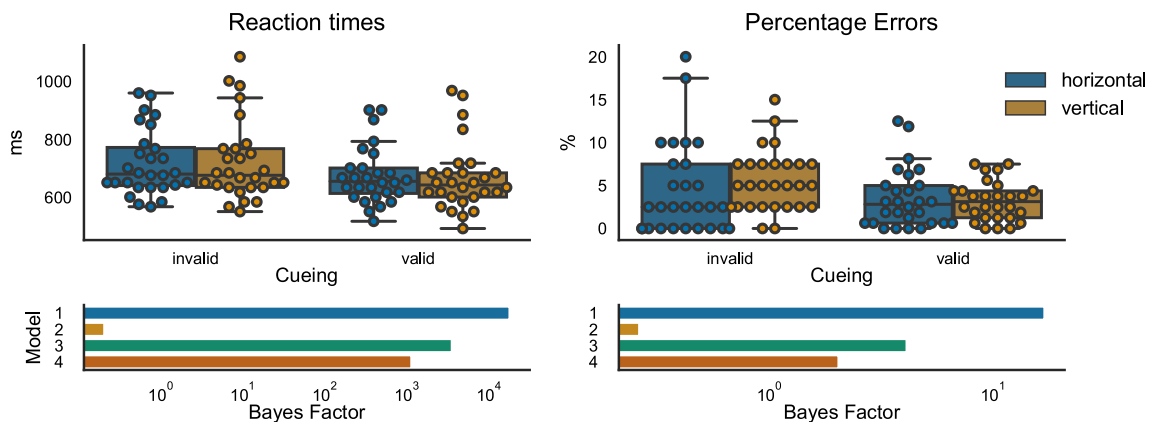 Reaction times
Percentage Errors
1000
800
600
ms
invalid
valid
Cueing
20
15
10
5
0
%
horizontal
vertical
invalid
valid
Cueing
1
2
3
4
Model
10^0
10^1
10^2
10^3
10^4
Bayes Factor
1
2
3
4
10^0
10^1
Bayes Factor